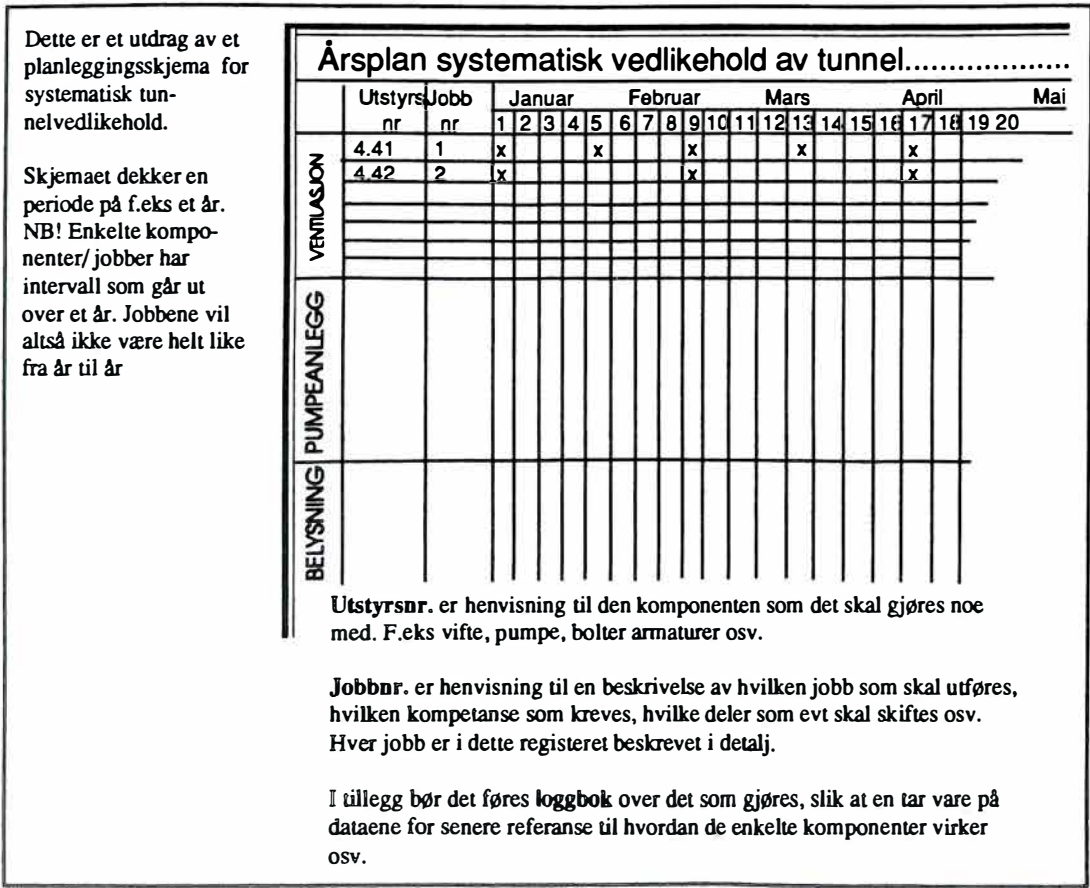 Dette er et utdrag av et
planleggingsskjema for
systematisk tun-
nelvedlikehold.
Skjemaet dekker en
periode på f.eks et år.
NB! Enkelte kompo-
nenter/ jobber har
intervall som går ut
over et år. Jobbene vil
altså ikke være helt like
fra år til år
Årsplan systematisk vedlikehold av tunnel...................
Utstyrs Jobb Januar Februar Mars April Mai
nr nr 1 2 3 4 5 6 7 8 9 10 11 12 13 14 15 16 17 18 19 20
VENTILASJON
4.41 1 x x x x x
4.42 2 x x x
PUMPEANLEGG
BELYSNING
Utstyrsnr. er henvisning til den komponenten som det skal gjøres noe
med. F.eks vifte, pumpe, bolter armaturer osv.
Jobbnr. er henvisning til en beskrivelse av hvilken jobb som skal utføres,
hvilken kompetanse som kreves, hvilke deler som evt skal skiftes osv.
Hver jobb er i dette registeret beskrevet i detalj.
I tillegg bør det føres loggbok over det som gjøres, slik at en tar vare på
dataene for senere referanse til hvordan de enkelte komponenter virker
osv.